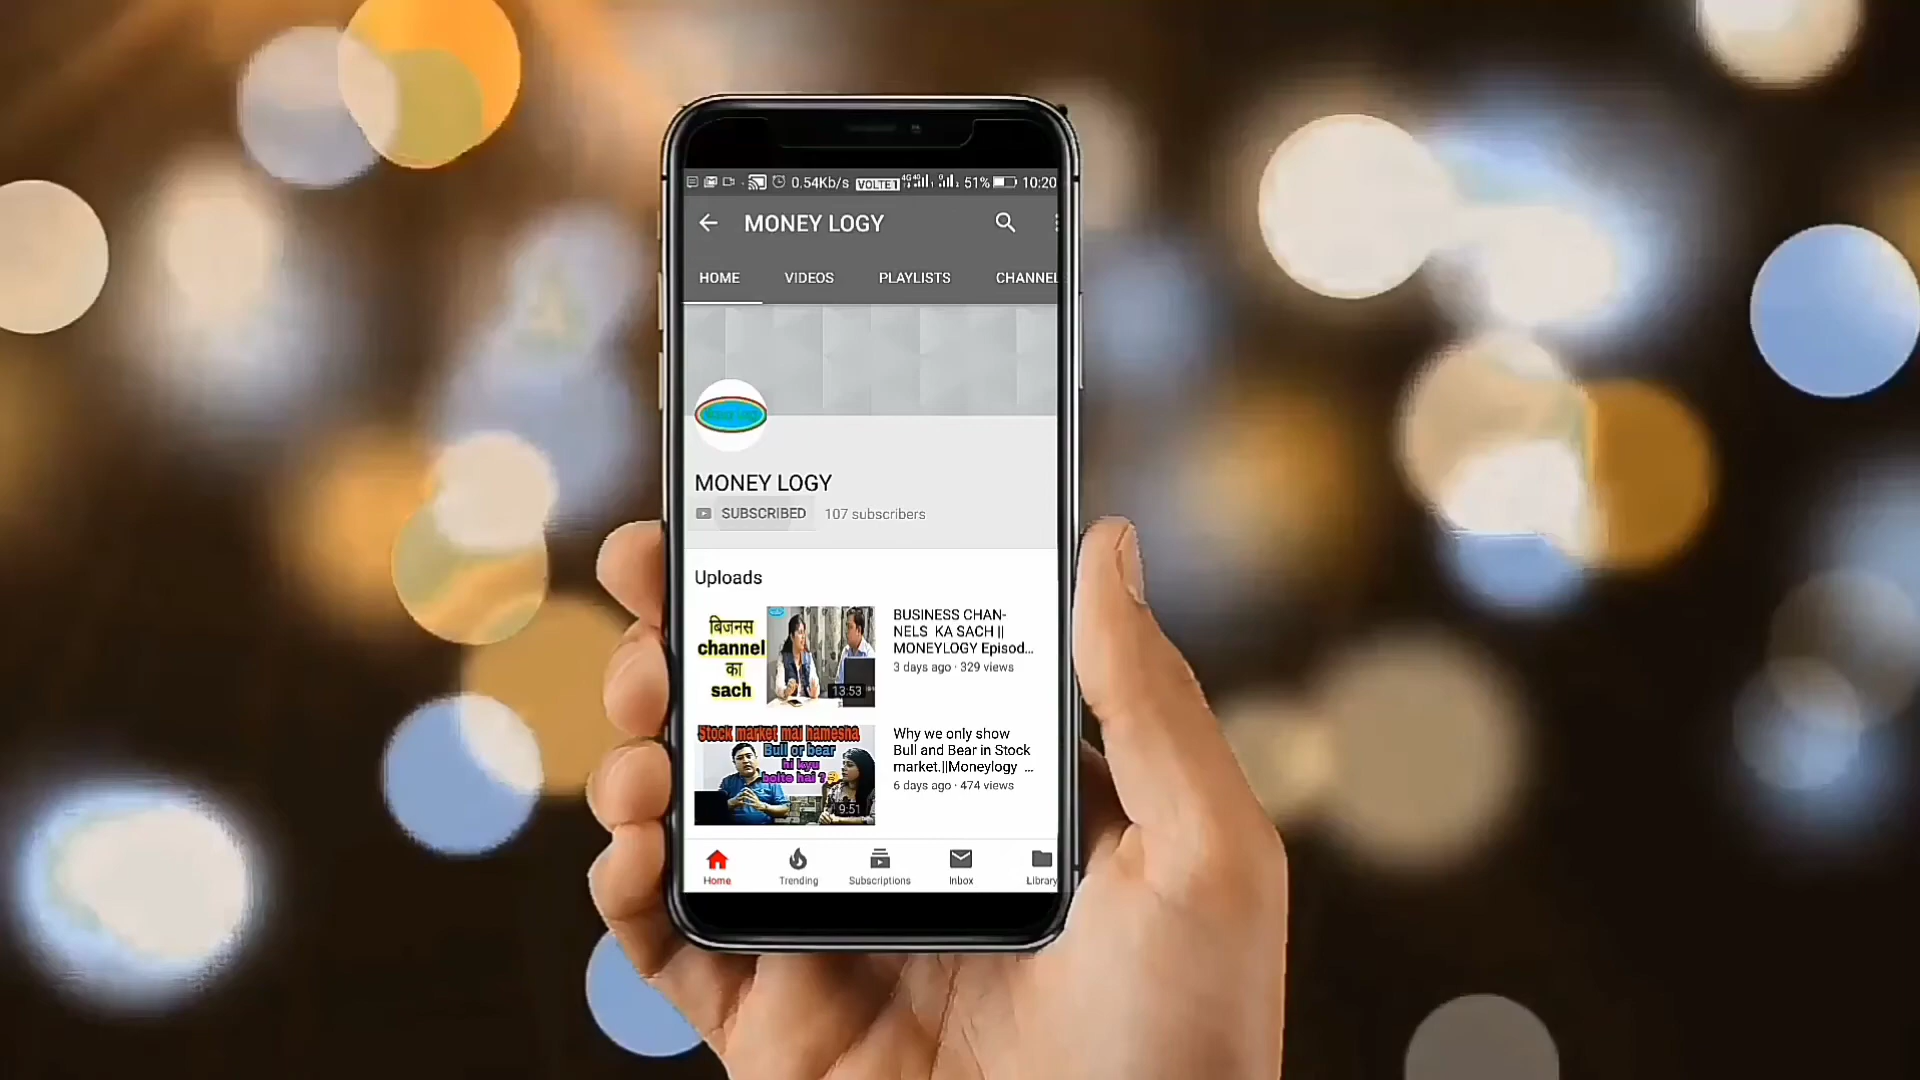 0.54Kb/s VOLTE1 4G 51% 10:20
MONEY LOGY
HOME VIDEOS PLAYLISTS CHANNEL
MONEY LOGY
SUBSCRIBED 107 subscribers
Uploads
बिजनस
channel
का
sach
13:53
BUSINESS CHAN-
NELS KA SACH ||
MONEYLOGY Episod...
3 days ago · 329 views
Stock market mai hamesha
Bull or bear
hi kyu
bolte hai ?
9:51
Why we only show
Bull and Bear in Stock
market.||Moneylogy ...
6 days ago · 474 views
Home Trending Subscriptions Inbox Library